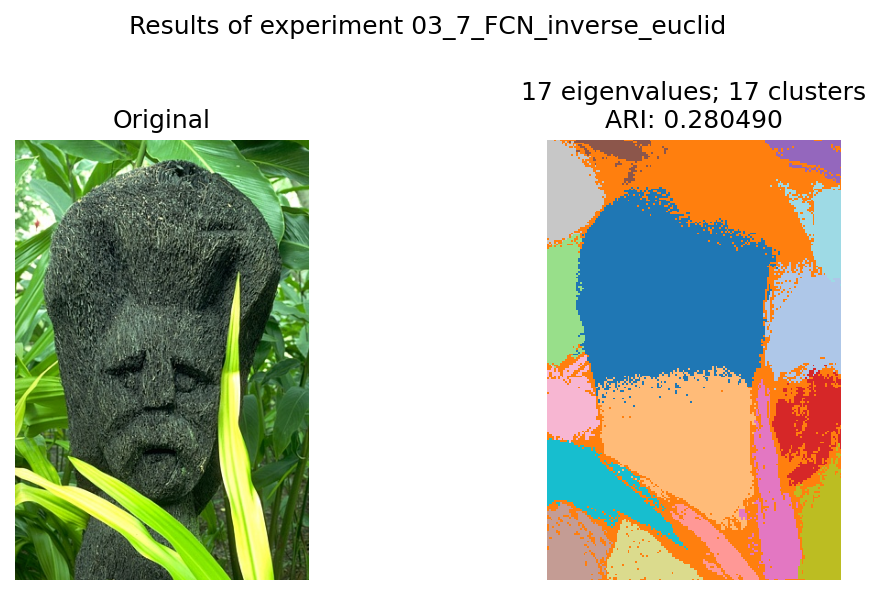 Results of experiment 03_7_FCN_inverse_euclid
Original
17 eigenvalues; 17 clusters
ARI: 0.280490